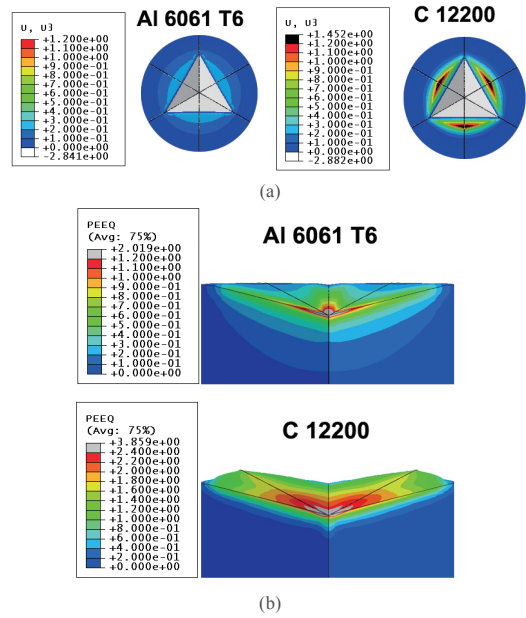 Al 6061 T6
U, U3
+1.200e+00
+1.100e+00
+1.000e+00
+9.000e-01
+8.000e-01
+7.000e-01
+6.000e-01
+5.000e-01
+4.000e-01
+3.000e-01
+2.000e-01
+1.000e-01
+0.000e+00
-2.841e+00
C 12200
U, U3
+1.452e+00
+1.200e+00
+1.100e+00
+1.000e+00
+9.000e-01
+8.000e-01
+7.000e-01
+6.000e-01
+5.000e-01
+4.000e-01
+3.000e-01
+2.000e-01
+1.000e-01
+0.000e+00
-2.882e+00
(a)
Al 6061 T6
PEEQ
(Avg: 75%)
+2.019e+00
+1.200e+00
+1.100e+00
+1.000e+00
+9.000e-01
+8.000e-01
+7.000e-01
+6.000e-01
+5.000e-01
+4.000e-01
+3.000e-01
+2.000e-01
+1.000e-01
+0.000e+00
C 12200
PEEQ
(Avg: 75%)
+3.859e+00
+2.400e+00
+2.200e+00
+2.000e+00
+1.800e+00
+1.600e+00
+1.400e+00
+1.200e+00
+1.000e+00
+8.000e-01
+6.000e-01
+4.000e-01
+2.000e-01
+0.000e+00
(b)